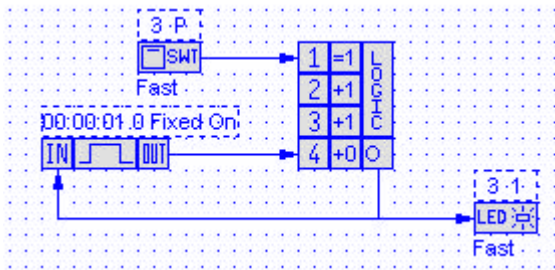 3 P
SWT
Fast
1 =1 LOGIC
2 +1
3 +1
4 +0 O
00:00:01.0 Fixed On
IN OUT
3 1
LED
Fast